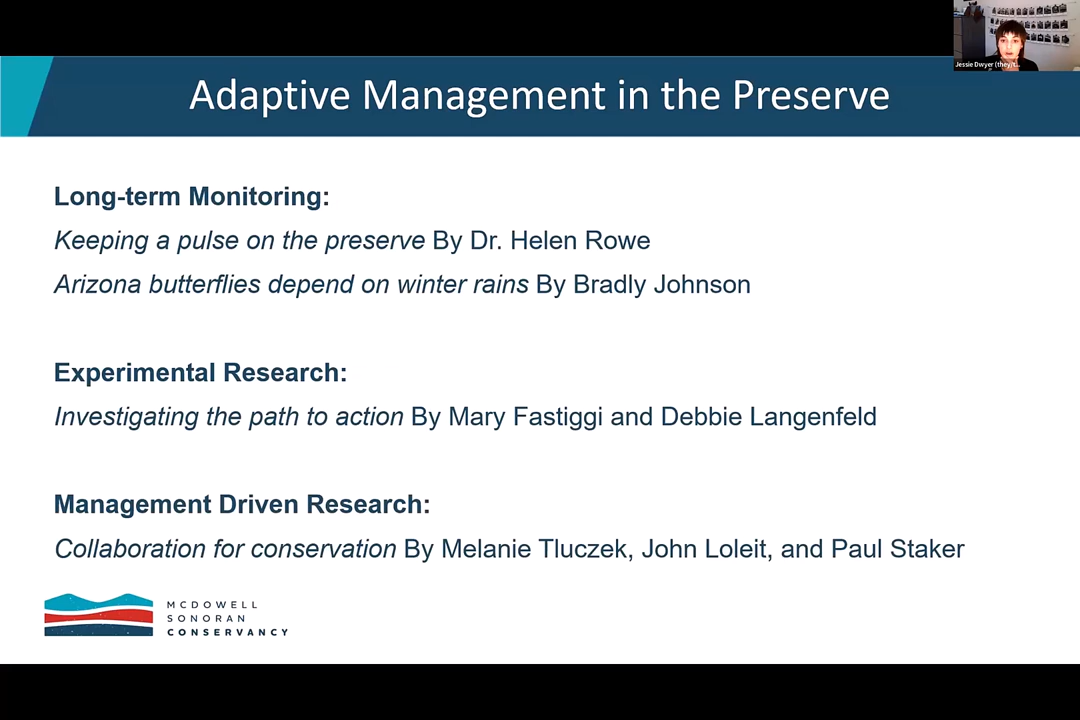 Jessie Dwyer (they/t...
Adaptive Management in the Preserve
Long-term Monitoring:
Keeping a pulse on the preserve By Dr. Helen Rowe
Arizona butterflies depend on winter rains By Bradly Johnson
Experimental Research:
Investigating the path to action By Mary Fastiggi and Debbie Langenfeld
Management Driven Research:
Collaboration for conservation By Melanie Tluczek, John Loleit, and Paul Staker
MCDOWELL
SONORAN
CONSERVANCY